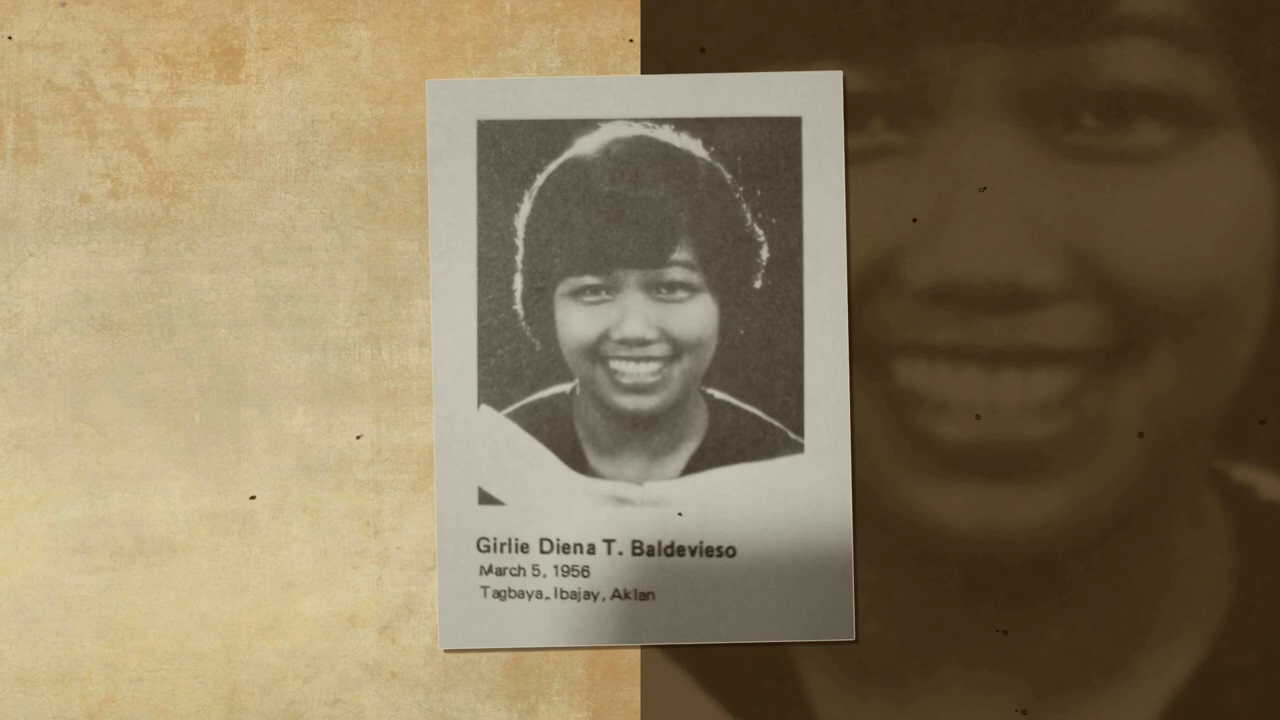 Girlie Diena T. Baldevieso
March 5, 1956
Tagbaya, Ibajay, Aklan